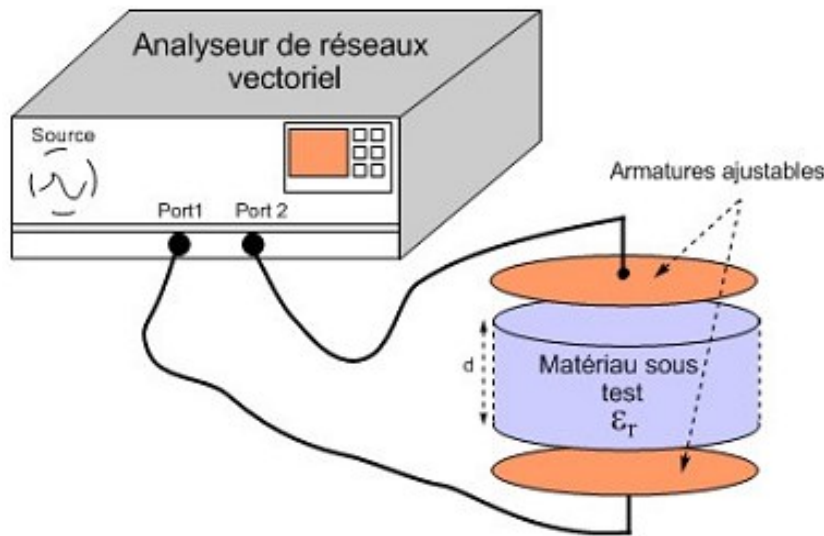 Analyseur de réseaux
vectoriel
Source
Port1
Port 2
Armatures ajustables
d
Matériau sous
test
εr